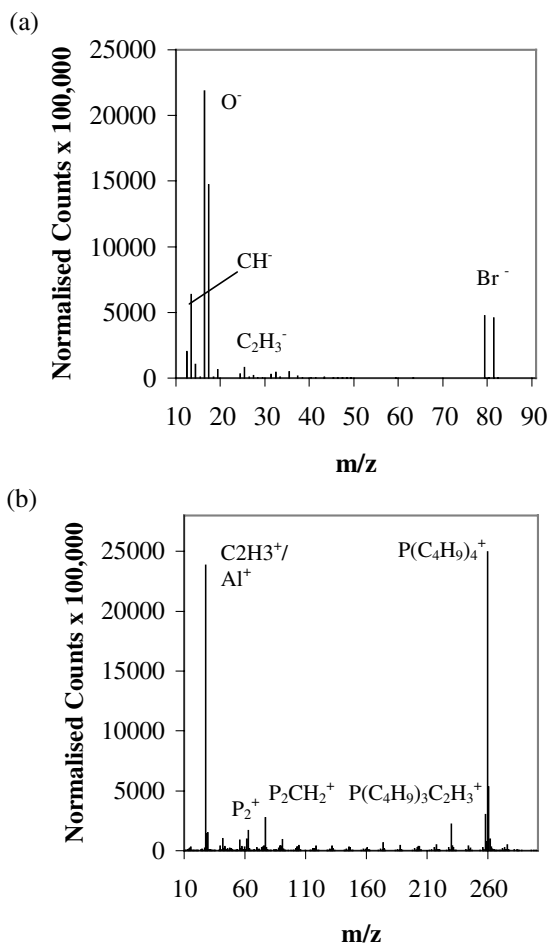 (a)
Normalised Counts x 100,000
25000
20000
15000
10000
5000
0
O⁻
CH⁻
C₂H₃⁻
Br ⁻
10 20 30 40 50 60 70 80 90
m/z
(b)
Normalised Counts x 100,000
25000
20000
15000
10000
5000
0
C2H3⁺/
Al⁺
P(C₄H₉)₄⁺
P₂⁺
P₂CH₂⁺
P(C₄H₉)₃C₂H₃⁺
10 60 110 160 210 260
m/z